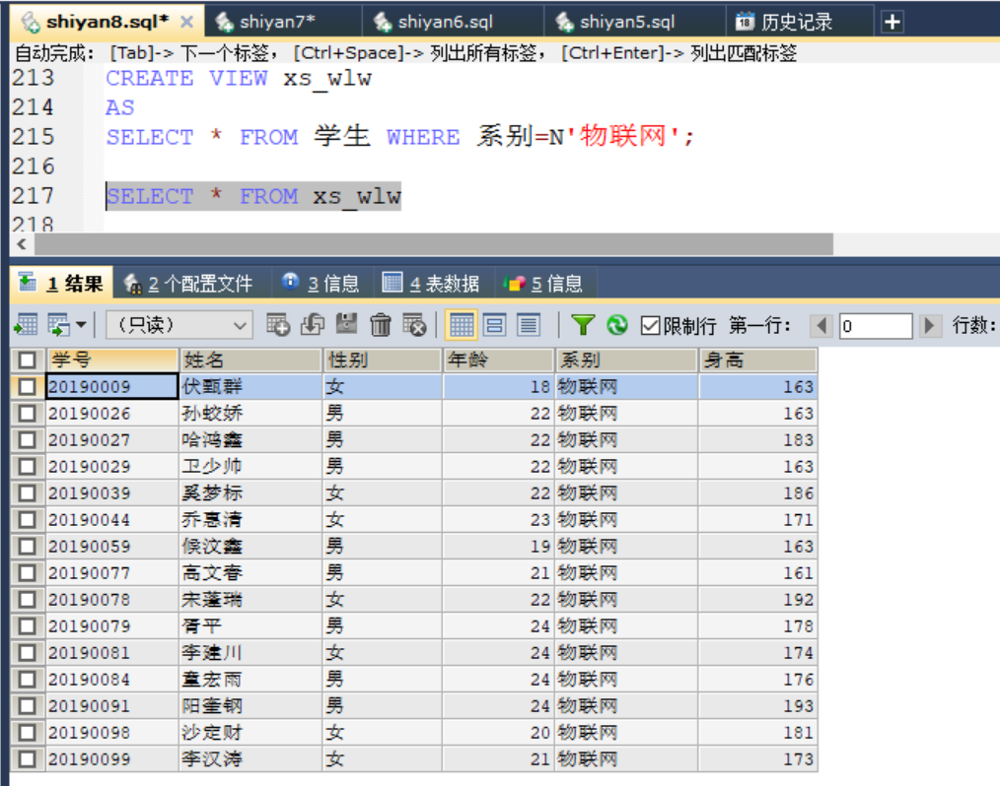 shiyan8.sql* shiyan7* shiyan6.sql shiyan5.sql 18 历史记录
自动完成： [Tab]-> 下一个标签， [Ctrl+Space]-> 列出所有标签， [Ctrl+Enter]-> 列出匹配标签
213 CREATE VIEW xs_wlw
214 AS
215 SELECT * FROM 学生 WHERE 系别=N'物联网';
216
217 SELECT * FROM xs_wlw
218
1 结果 2 个配置文件 3 信息 4 表数据 5 信息
（只读） 限制行 第一行： 0 行数：
学号 姓名 性别 年龄 系别 身高
20190009 伏甄群 女 18 物联网 163
20190026 孙蛟娇 男 22 物联网 163
20190027 哈鸿鑫 男 22 物联网 183
20190029 卫少帅 男 22 物联网 163
20190039 奚梦标 女 22 物联网 186
20190044 乔惠清 女 23 物联网 171
20190059 候汶鑫 男 19 物联网 163
20190077 高文春 男 21 物联网 161
20190078 宋蓬瑞 女 22 物联网 192
20190079 胥平 男 24 物联网 178
20190081 李建川 女 24 物联网 174
20190084 童宏雨 男 24 物联网 176
20190091 阳奎钢 男 24 物联网 193
20190098 沙定财 女 20 物联网 181
20190099 李汉涛 女 21 物联网 173